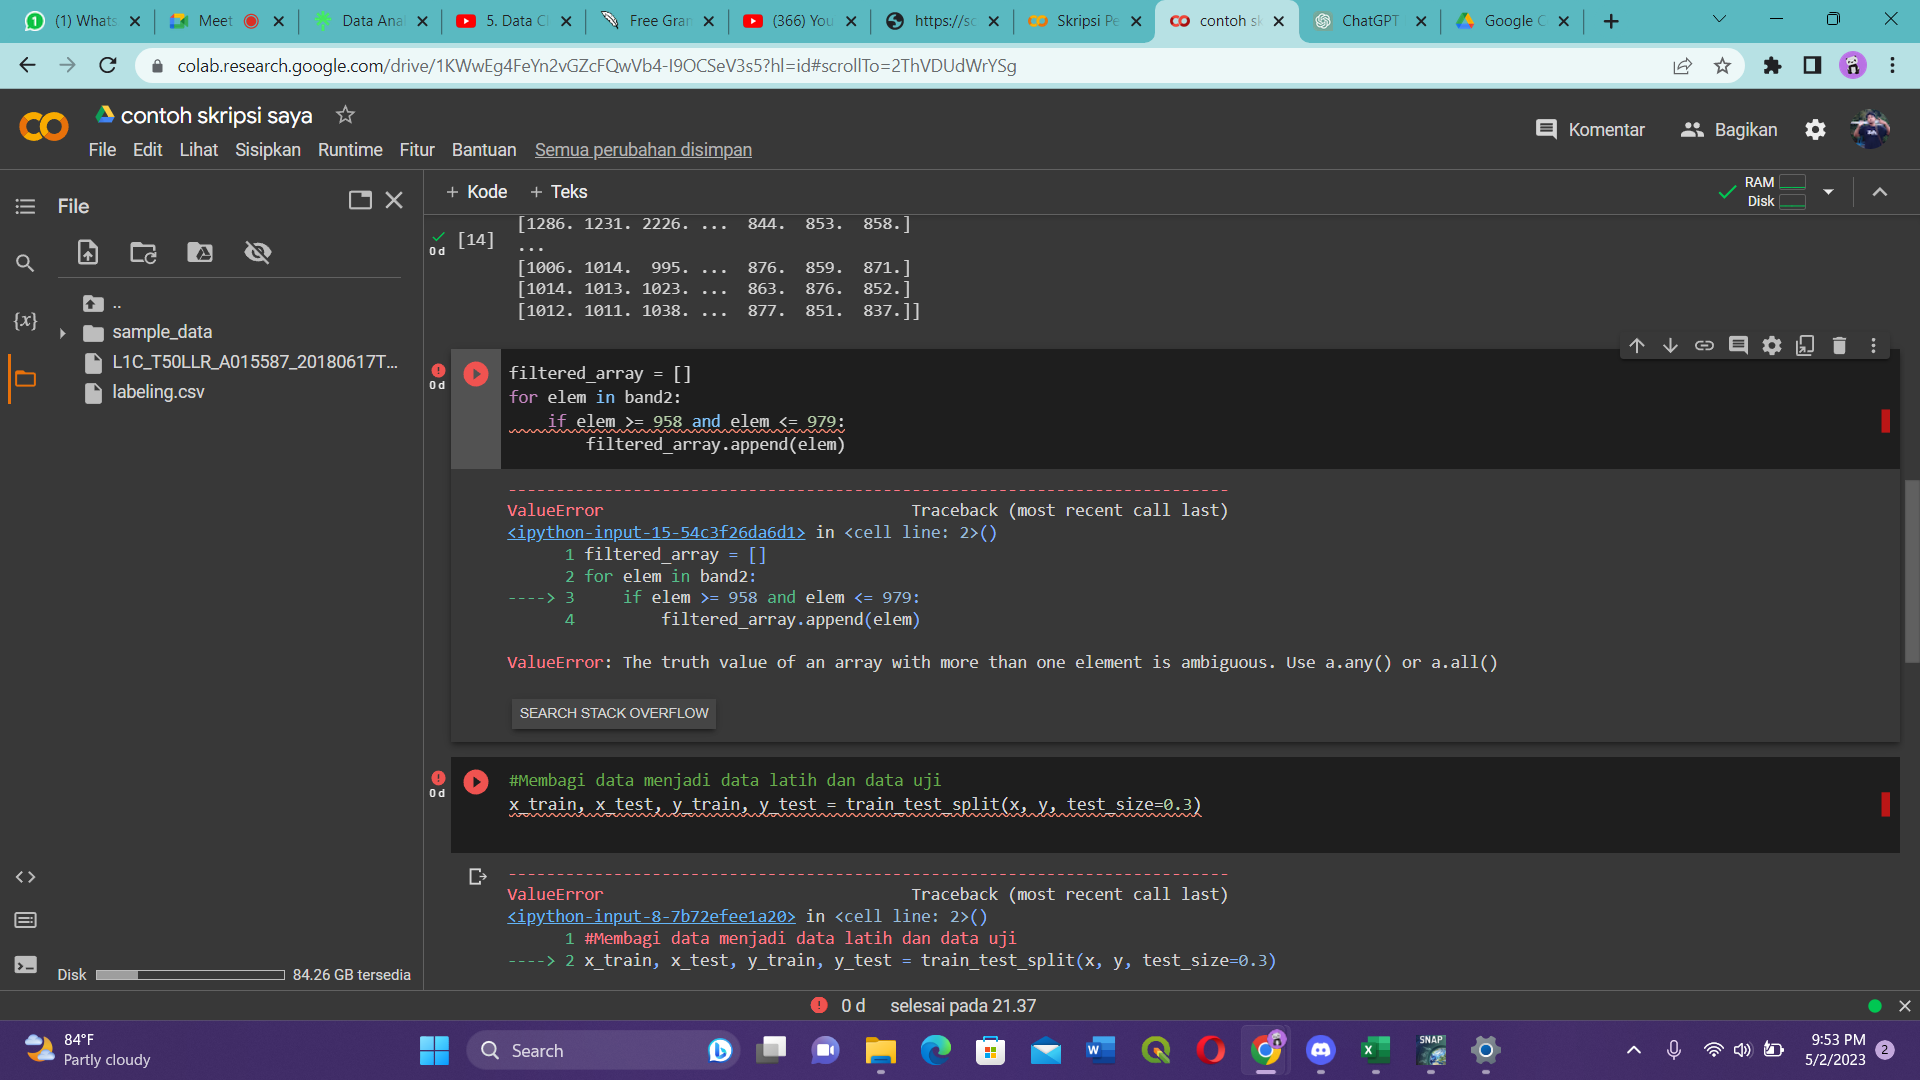 (1) Whats
Meet
Data Anal
5. Data Cl
Free Gran
(366) You
https://sc
Skripsi Pe
contoh sk
ChatGPT
Google C
colab.research.google.com/drive/1KWwEg4FeYn2vGZcFQwVb4-I9OCSeV3s5?hl=id#scrollTo=2ThVDUdWrYSg
contoh skripsi saya
File Edit Lihat Sisipkan Runtime Fitur Bantuan Semua perubahan disimpan
Komentar
Bagikan
File
+ Kode + Teks
RAM
Disk
{x}
..
sample_data
L1C_T50LLR_A015587_20180617T...
labeling.csv
Disk
84.26 GB tersedia
0 d
[14]
[1286. 1231. 2226. ... 844. 853. 858.]
...
[1006. 1014. 995. ... 876. 859. 871.]
[1014. 1013. 1023. ... 863. 876. 852.]
[1012. 1011. 1038. ... 877. 851. 837.]]
0 d
filtered_array = []
for elem in band2:
    if elem >= 958 and elem <= 979:
        filtered_array.append(elem)
---------------------------------------------------------------------------
ValueError                                Traceback (most recent call last)
<ipython-input-15-54c3f26da6d1> in <cell line: 2>()
      1 filtered_array = []
      2 for elem in band2:
----> 3     if elem >= 958 and elem <= 979:
      4         filtered_array.append(elem)
ValueError: The truth value of an array with more than one element is ambiguous. Use a.any() or a.all()
SEARCH STACK OVERFLOW
0 d
#Membagi data menjadi data latih dan data uji
x_train, x_test, y_train, y_test = train_test_split(x, y, test_size=0.3)
---------------------------------------------------------------------------
ValueError                                Traceback (most recent call last)
<ipython-input-8-7b72efee1a20> in <cell line: 2>()
      1 #Membagi data menjadi data latih dan data uji
----> 2 x_train, x_test, y_train, y_test = train_test_split(x, y, test_size=0.3)
0 d selesai pada 21.37
84°F
Partly cloudy
Search
SNAP
9:53 PM
5/2/2023
2